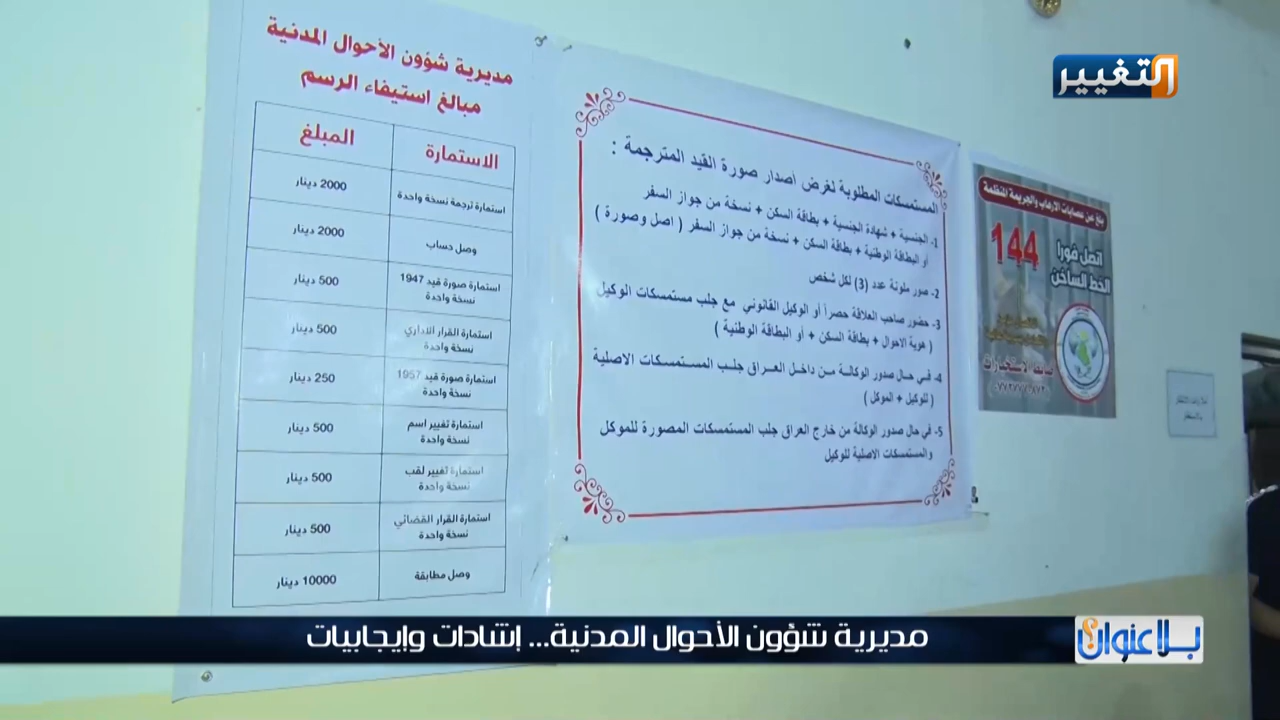 التغيير
مديرية شؤون الأحوال المدنية
مبالغ استيفاء الرسم
الاستمارة المبلغ
استمارة ترجمة نسخة واحدة 2000 دينار
وصل حساب 2000 دينار
استمارة صورة قيد 1947
نسخة واحدة 500 دينار
استمارة القرار الاداري
نسخة واحدة 500 دينار
استمارة صورة قيد 1957
نسخة واحدة 250 دينار
استمارة تغيير اسم
نسخة واحدة 500 دينار
استمارة تغيير لقب
نسخة واحدة 500 دينار
استمارة القرار القضائي
نسخة واحدة 500 دينار
وصل مطابقة 10000 دينار
المستمسكات المطلوبة لغرض أصدار صورة القيد المترجمة :
1- الجنسية + شهادة الجنسية + بطاقة السكن + نسخة من جواز السفر
أو البطاقة الوطنية + بطاقة السكن + نسخة من جواز السفر ( اصل وصورة )
2- صور ملونة عدد (3) لكل شخص
3- حضور صاحب العلاقة حصراً أو الوكيل القانوني مع جلب مستمسكات الوكيل
( هوية الاحوال + بطاقة السكن + أو البطاقة الوطنية )
4- في حال صدور الوكالة من داخل العراق جلب المستمسكات الاصلية
( للوكيل + الموكل )
5- في حال صدور الوكالة من خارج العراق جلب المستمسكات المصورة للموكل
والمستمسكات الاصلية للوكيل
بلغ عن عصابات الارهاب والجريمة المنظمة
اتصل فورا 144
الخط الساخن
مديرية شؤون الأحوال المدنية... إشادات وإيجابيات
بلا عنوان